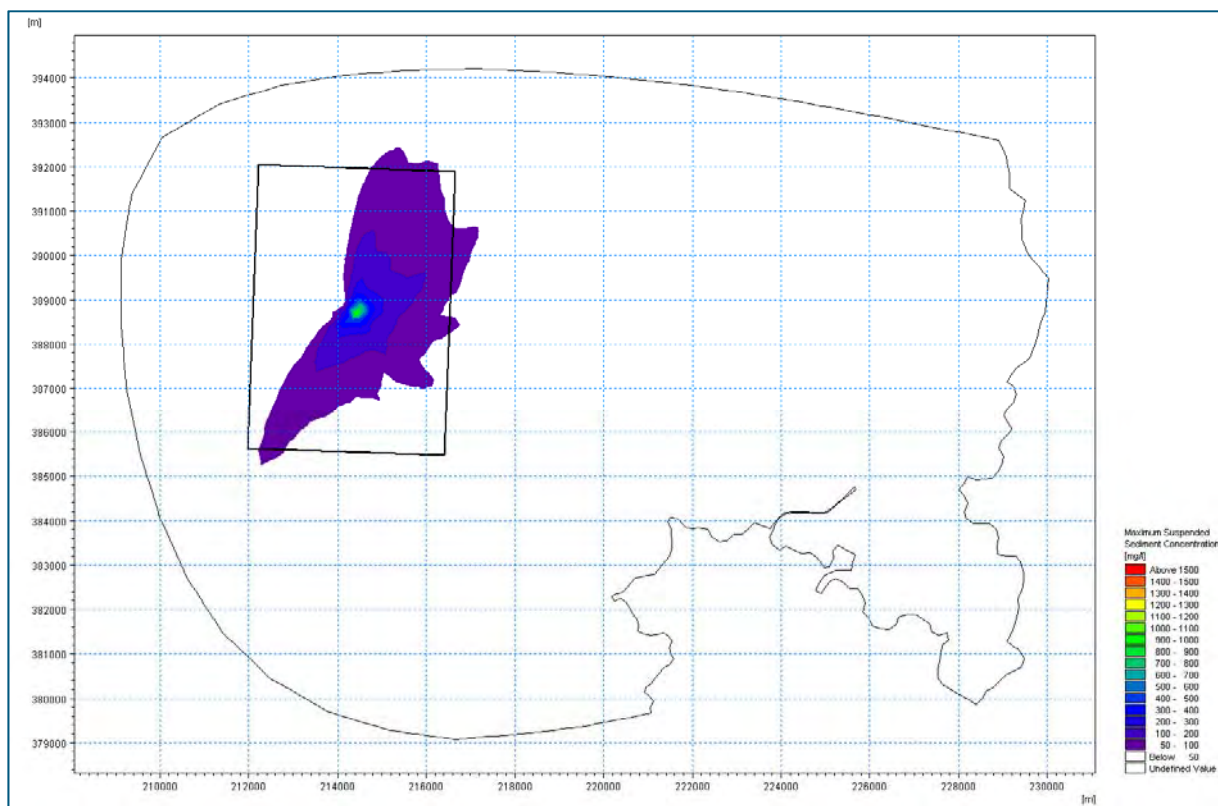 [m]
394000
393000
392000
391000
390000
389000
388000
387000
386000
385000
384000
383000
382000
381000
380000
379000
210000 212000 214000 216000 218000 220000 222000 224000 226000 228000 230000
[m]
Maximum Suspended
Sediment Concentration
[mg/l]
Above 1500
1400 - 1500
1300 - 1400
1200 - 1300
1100 - 1200
1000 - 1100
900 - 1000
800 - 900
700 - 800
600 - 700
500 - 600
400 - 500
300 - 400
200 - 300
100 - 200
50 - 100
Below 50
Undefined Value